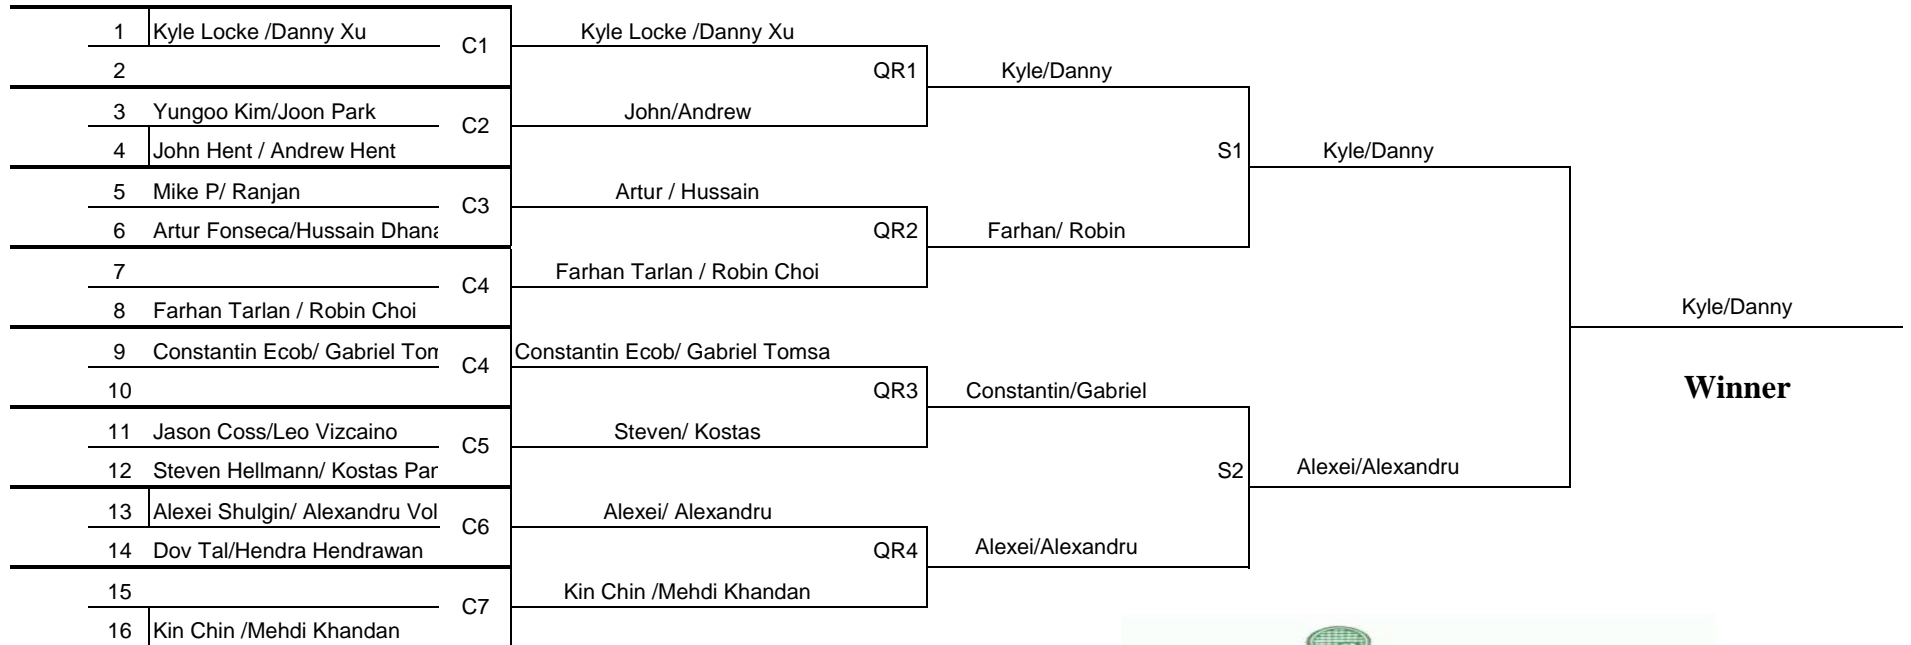 1 Kyle Locke /Danny Xu C1 Kyle Locke /Danny Xu
2 QR1 Kyle/Danny
3 Yungoo Kim/Joon Park C2 John/Andrew
4 John Hent / Andrew Hent S1 Kyle/Danny
5 Mike P/ Ranjan C3 Artur / Hussain
6 Artur Fonseca/Hussain Dhana QR2 Farhan/ Robin
7 C4 Farhan Tarlan / Robin Choi
8 Farhan Tarlan / Robin Choi Kyle/Danny
9 Constantin Ecob/ Gabriel Tom C4 Constantin Ecob/ Gabriel Tomsa
10 QR3 Constantin/Gabriel Winner
11 Jason Coss/Leo Vizcaino C5 Steven/ Kostas
12 Steven Hellmann/ Kostas Par S2 Alexei/Alexandru
13 Alexei Shulgin/ Alexandru Vol C6 Alexei/ Alexandru
14 Dov Tal/Hendra Hendrawan QR4 Alexei/Alexandru
15 C7 Kin Chin /Mehdi Khandan
16 Kin Chin /Mehdi Khandan